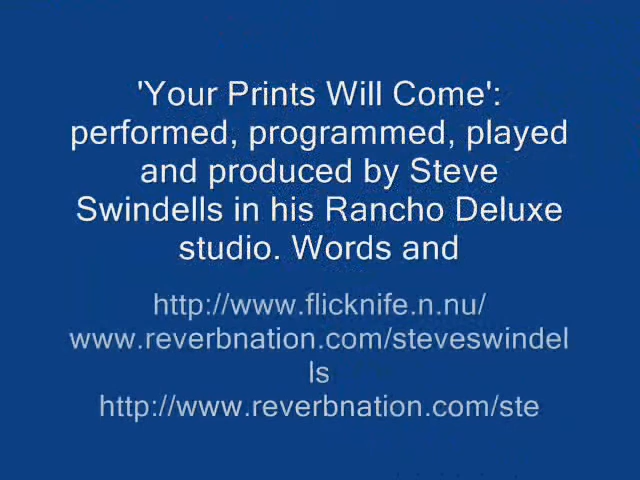 'Your Prints Will Come':
performed, programmed, played
and produced by Steve
Swindells in his Rancho Deluxe
studio. Words and
http://www.flicknife.n.nu/
www.reverbnation.com/steveswindel
ls
http://www.reverbnation.com/ste